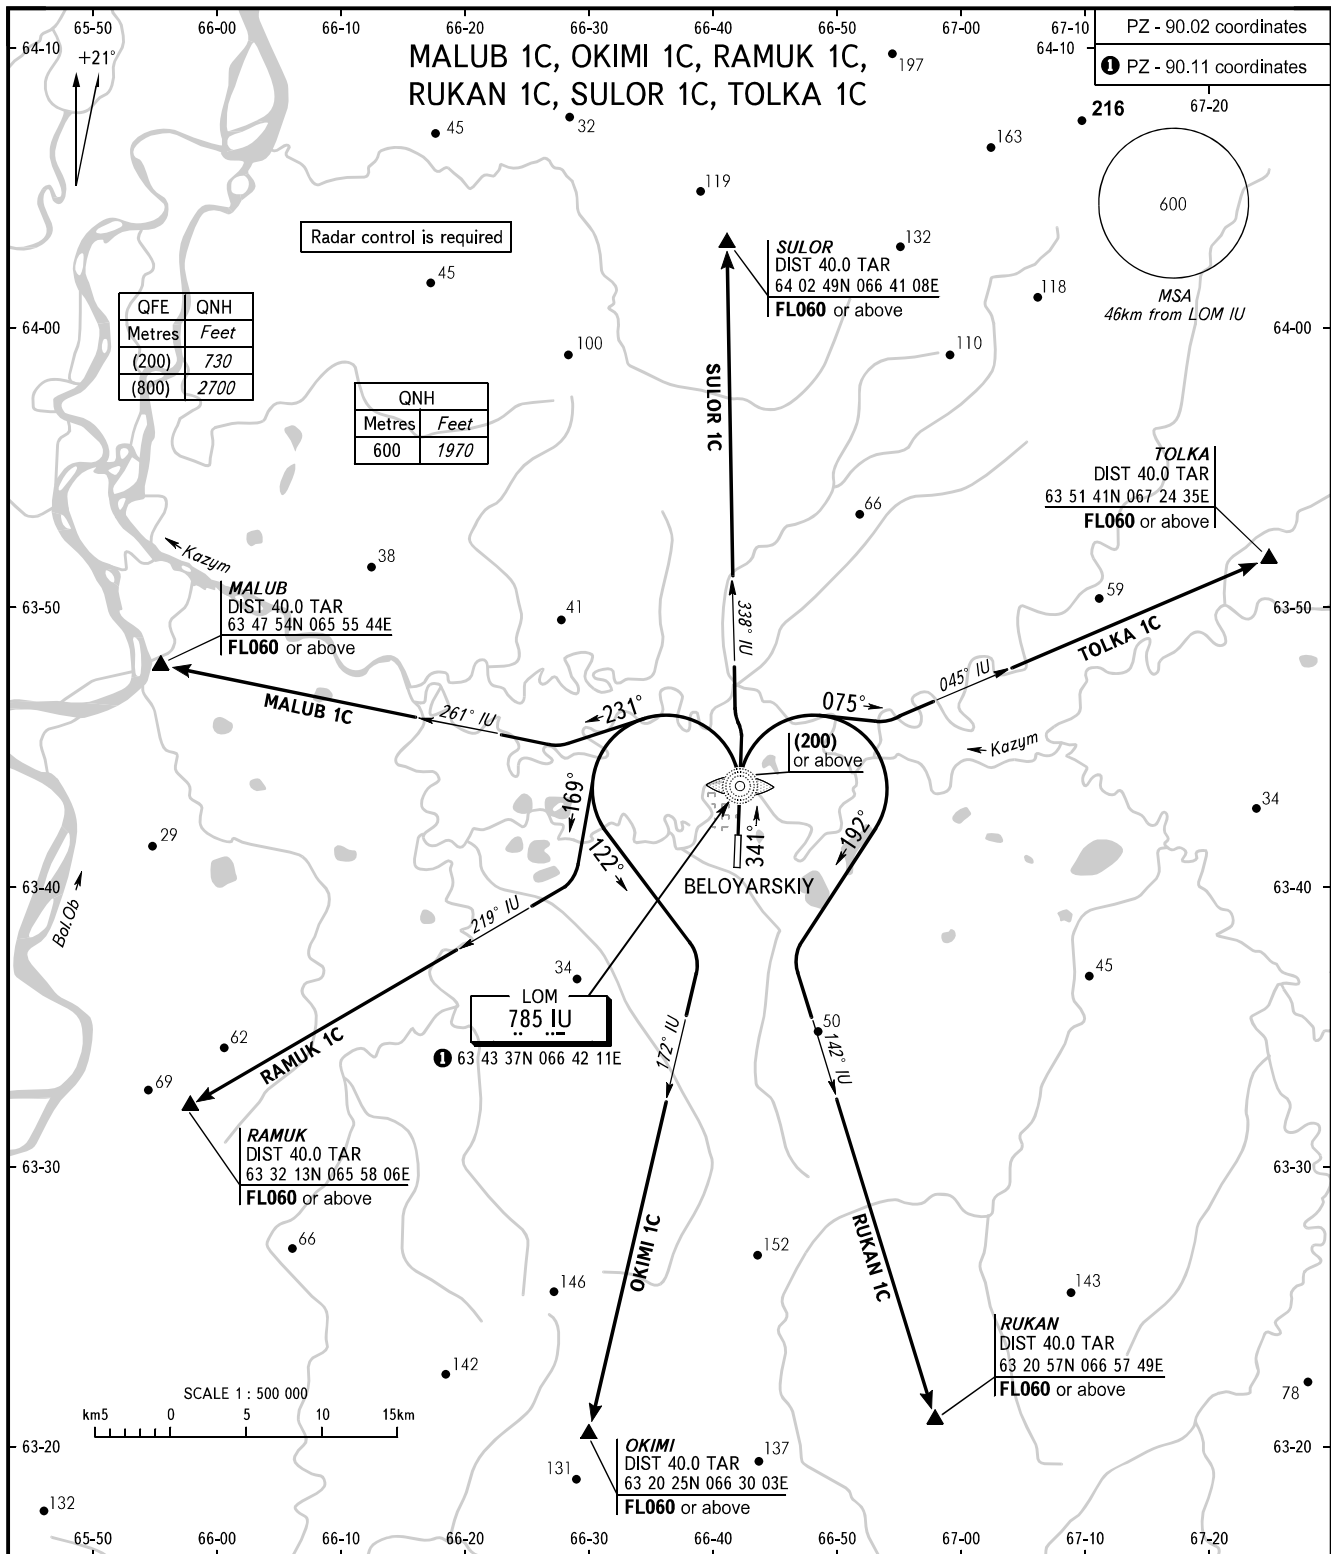 65-50 66-00 66-10 66-20 66-30 66-40 66-50 67-00 67-10
PZ - 90.02 coordinates
❶ PZ - 90.11 coordinates
64-10
64-10
67-20
+21°
MALUB 1C, OKIMI 1C, RAMUK 1C,
RUKAN 1C, SULOR 1C, TOLKA 1C
197
216
45
32
163
119
600
MSA
46km from LOM IU
Radar control is required
132
45
118
SULOR
DIST 40.0 TAR
64 02 49N 066 41 08E
FL060 or above
QFE QNH
Metres Feet
(200) 730
(800) 2700
64-00
64-00
100
110
QNH
Metres Feet
600 1970
SULOR 1C
TOLKA
DIST 40.0 TAR
63 51 41N 067 24 35E
FL060 or above
66
Kazym
38
MALUB
DIST 40.0 TAR
63 47 54N 065 55 44E
FL060 or above
63-50
63-50
41
59
338° IU
TOLKA 1C
045° IU
MALUB 1C
261° IU
231°
075°
Kazym
(200)
or above
169°
122°
192°
341°
34
29
BELOYARSKIY
63-40
63-40
Bol.Ob
219° IU
34
45
LOM
785 IU
❶ 63 43 37N 066 42 11E
50
62
172° IU
142° IU
RAMUK 1C
69
RAMUK
DIST 40.0 TAR
63 32 13N 065 58 06E
FL060 or above
63-30
63-30
66
OKIMI 1C
RUKAN 1C
152
146
143
RUKAN
DIST 40.0 TAR
63 20 57N 066 57 49E
FL060 or above
142
78
SCALE 1 : 500 000
km5 0 5 10 15km
63-20
63-20
OKIMI
DIST 40.0 TAR
63 20 25N 066 30 03E
FL060 or above
131
137
132
65-50 66-00 66-10 66-20 66-30 66-40 66-50 67-00 67-10 67-20